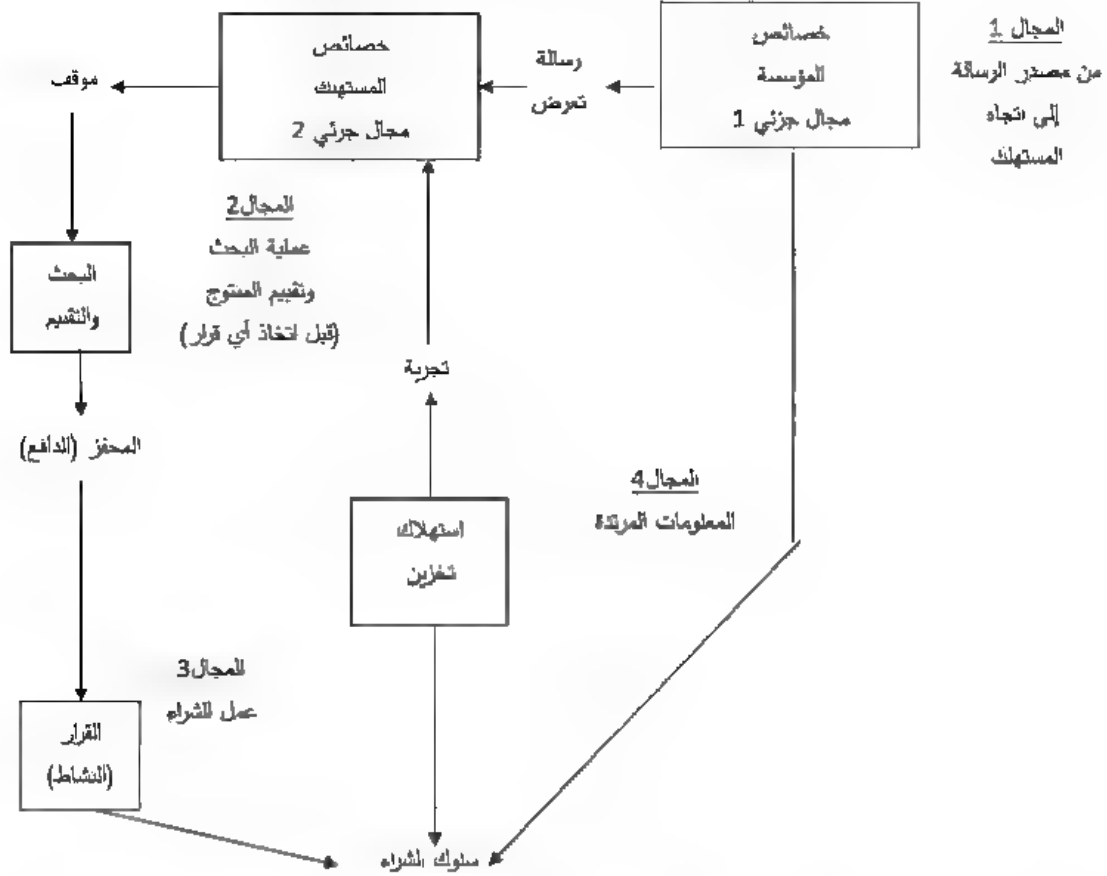 المجال 1
من مصدر الرسالة
إلى اتجاه
المستهلك
خصائص
المؤسسة
مجال جزئي 1
رسالة
تعرض
خصائص
المستهلك
مجال جزئي 2
موقف
المجال2
عملية البحث
وتقييم المنتوج
(قبل اتخاذ أي قرار)
البحث
والتقييم
تجربة
المحفز (الدافع)
المجال4
المعلومات المرتدة
استهلاك
تخزين
المجال3
عمل الشراء
القرار
(النشاط)
سلوك الشراء